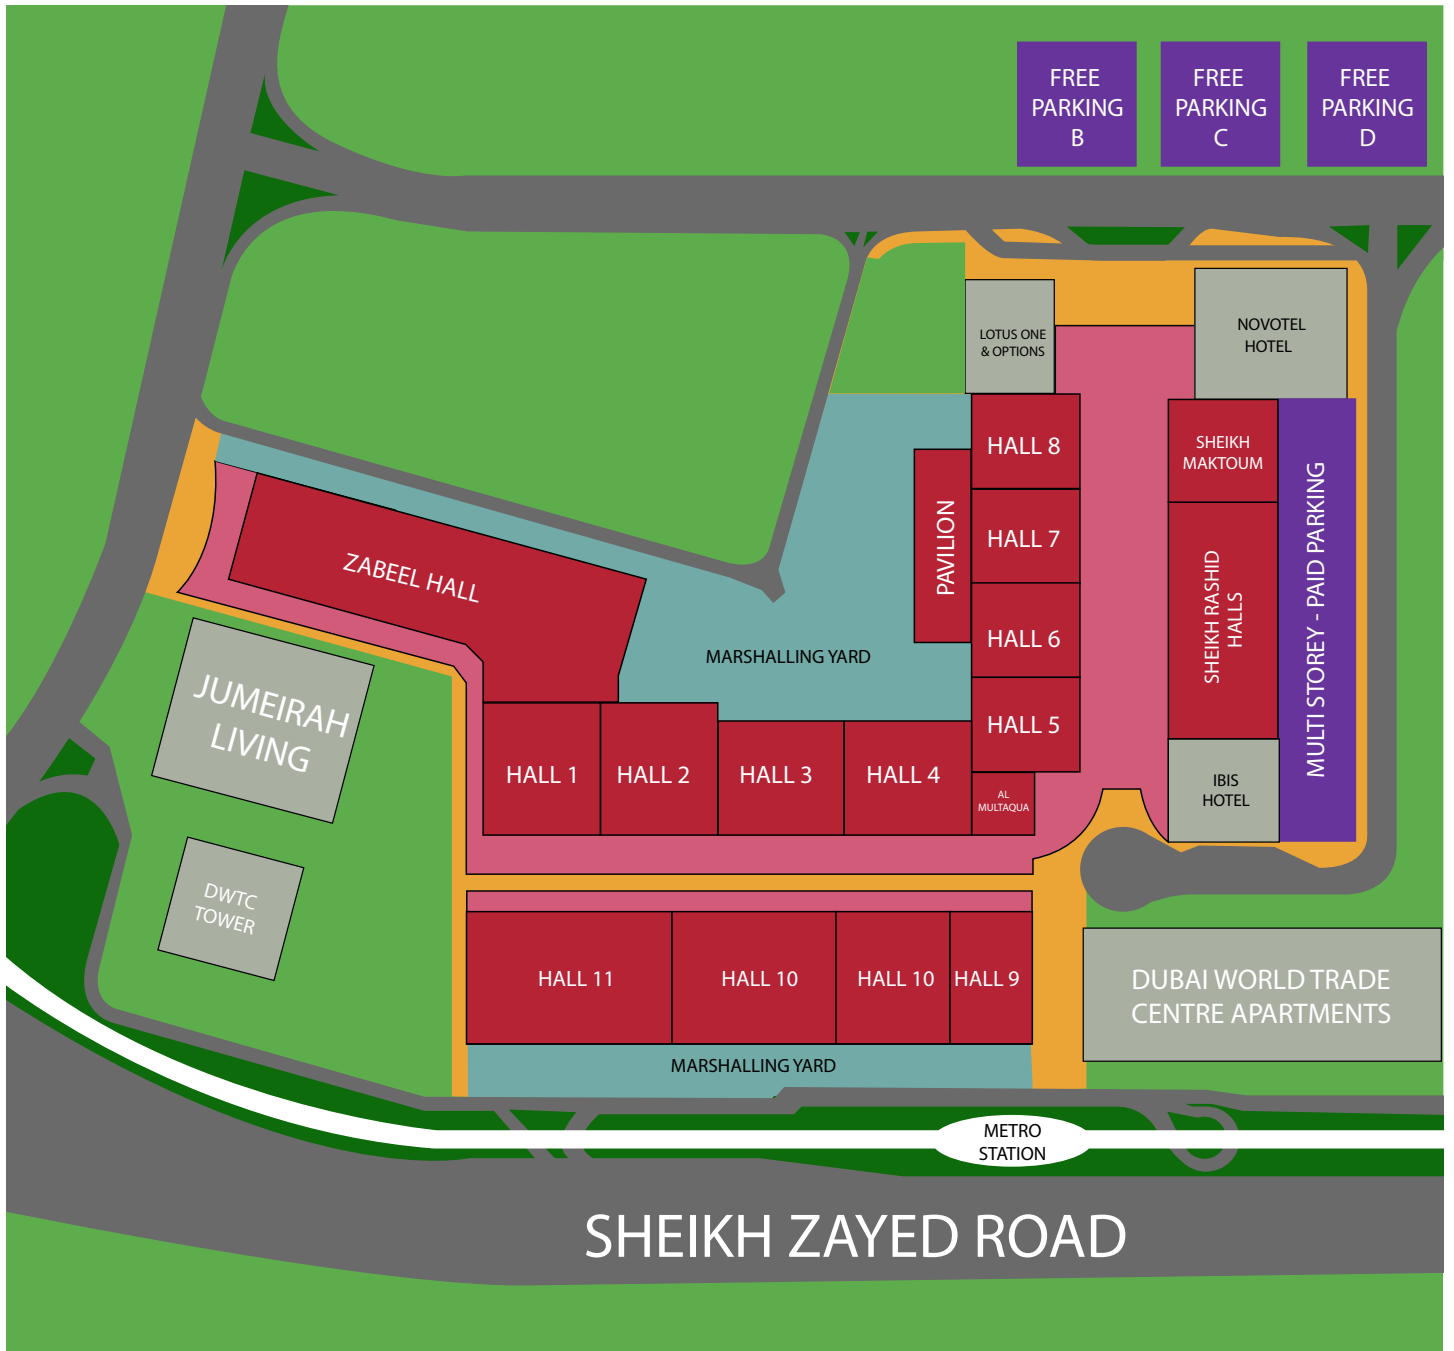 FREE
PARKING
B
FREE
PARKING
C
FREE
PARKING
D
LOTUS ONE
& OPTIONS
NOVOTEL
HOTEL
HALL 8
SHEIKH
MAKTOUM
PAVILION
HALL 7
ZABEEL HALL
HALL 6
SHEIKH RASHID
HALLS
MULTI STOREY - PAID PARKING
MARSHALLING YARD
JUMEIRAH
LIVING
HALL 5
HALL 1
HALL 2
HALL 3
HALL 4
AL
MULTAQUA
IBIS
HOTEL
DWTC
TOWER
HALL 11
HALL 10
HALL 10
HALL 9
DUBAI WORLD TRADE
CENTRE APARTMENTS
MARSHALLING YARD
METRO
STATION
SHEIKH ZAYED ROAD